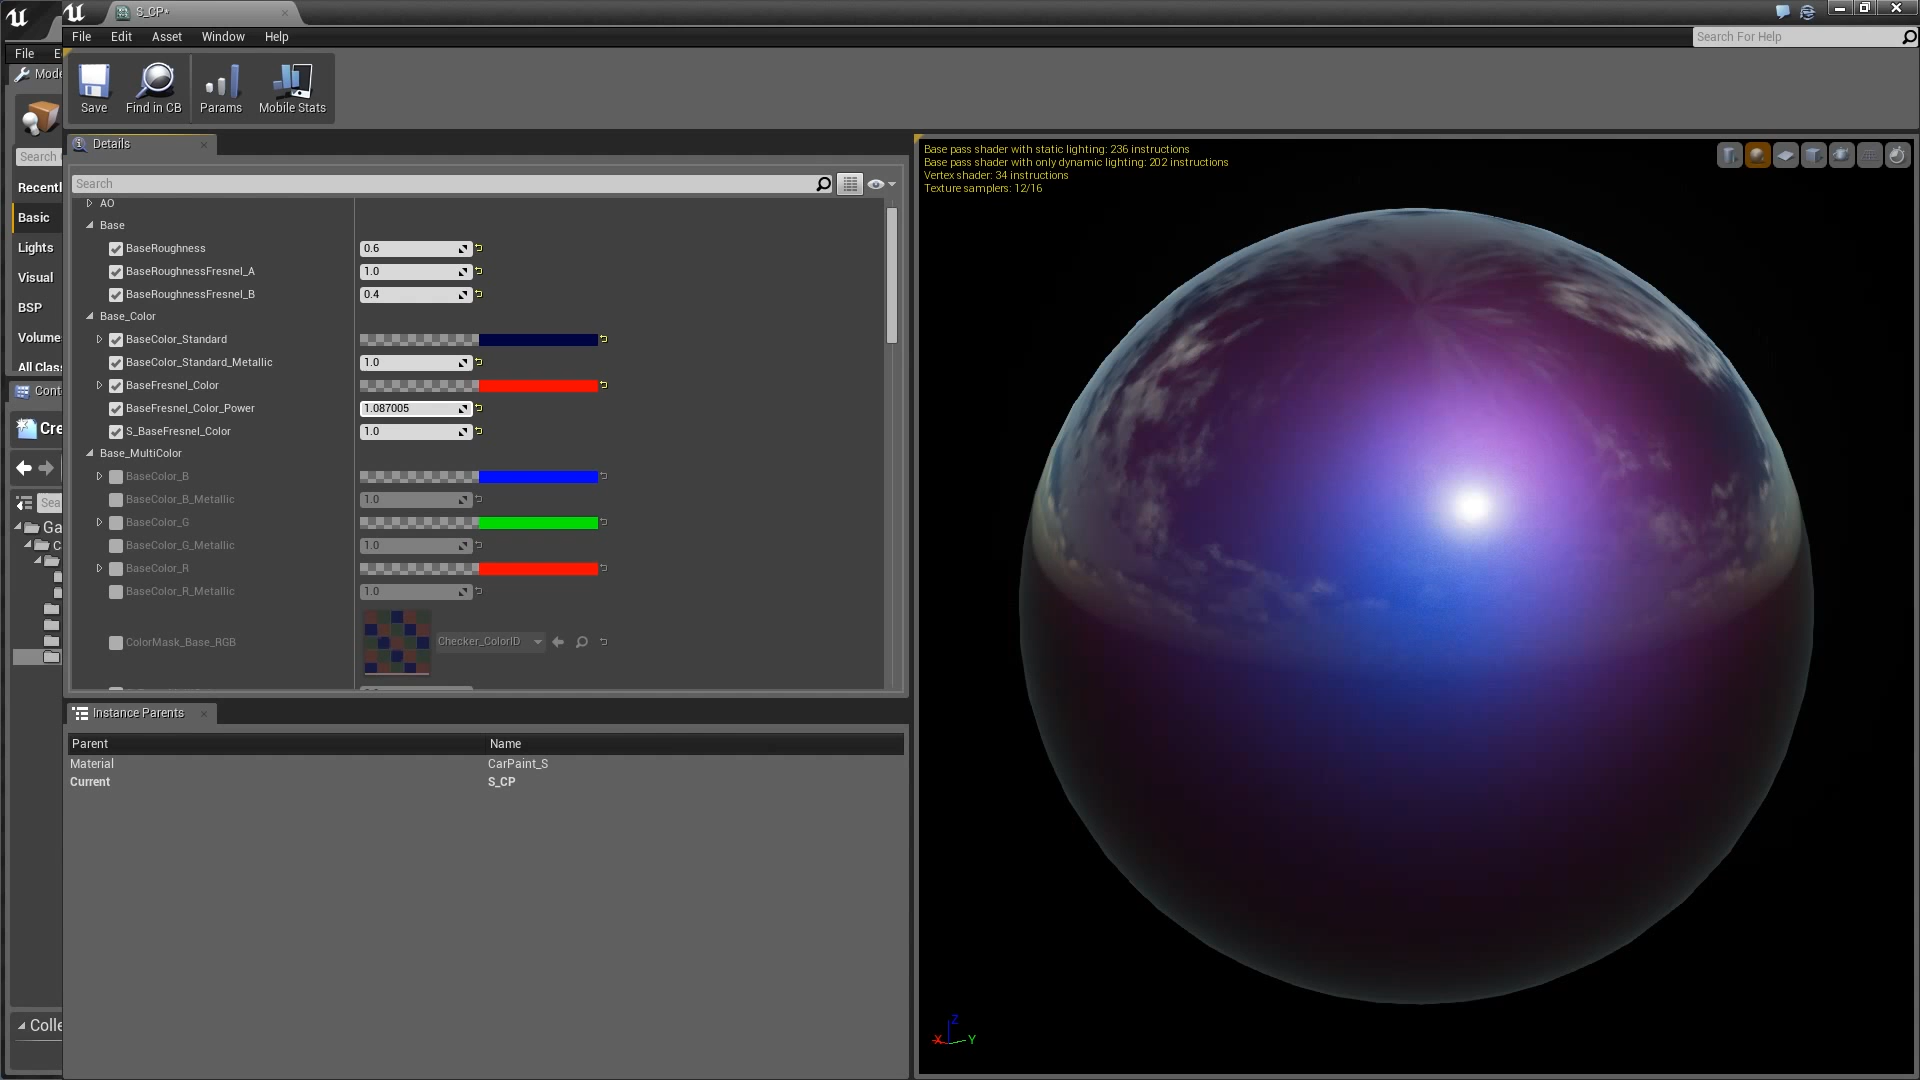 S_CP*
File Edit Asset Window Help
Search For Help
File
Save
Find in CB
Params
Mobile Stats
Search
Recentl
Basic
Lights
Visual
BSP
Volume
All Clas
Details
Search
AO
Base
BaseRoughness 0.6
BaseRoughnessFresnel_A 1.0
BaseRoughnessFresnel_B 0.4
Base_Color
BaseColor_Standard
BaseColor_Standard_Metallic 1.0
BaseFresnel_Color
BaseFresnel_Color_Power 1.087005
S_BaseFresnel_Color 1.0
Base_MultiColor
BaseColor_B
BaseColor_B_Metallic 1.0
BaseColor_G
BaseColor_G_Metallic 1.0
BaseColor_R
BaseColor_R_Metallic 1.0
ColorMask_Base_RGB Checker_ColorID
Instance Parents
Parent Name
Material CarPaint_S
Current S_CP
Mode
Cont
Cre
Sea
Ga
C
Colle
Base pass shader with static lighting: 236 instructions
Base pass shader with only dynamic lighting: 202 instructions
Vertex shader: 34 instructions
Texture samplers: 12/16
Z
X Y